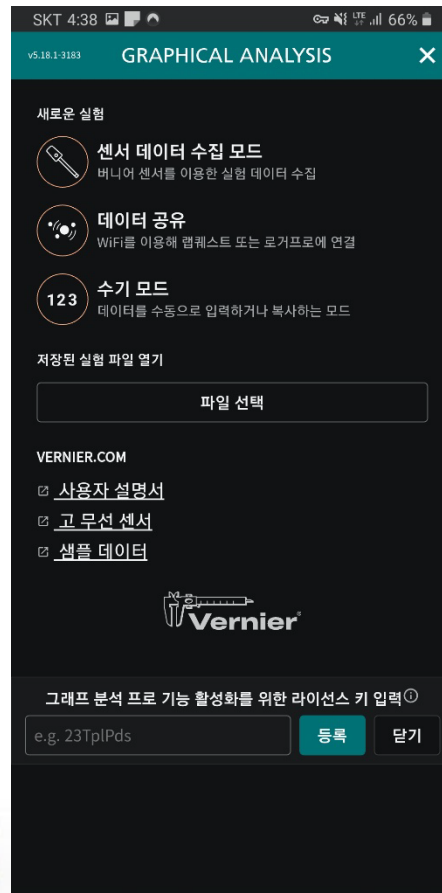 SKT 4:38 LTE 66%
v5.18.1-3183 GRAPHICAL ANALYSIS
새로운 실험
센서 데이터 수집 모드
버니어 센서를 이용한 실험 데이터 수집
데이터 공유
WiFi를 이용해 랩퀘스트 또는 로거프로에 연결
123
수기 모드
데이터를 수동으로 입력하거나 복사하는 모드
저장된 실험 파일 열기
파일 선택
VERNIER.COM
사용자 설명서
고 무선 센서
샘플 데이터
Vernier
그래프 분석 프로 기능 활성화를 위한 라이선스 키 입력
e.g. 23TplPds 등록 닫기